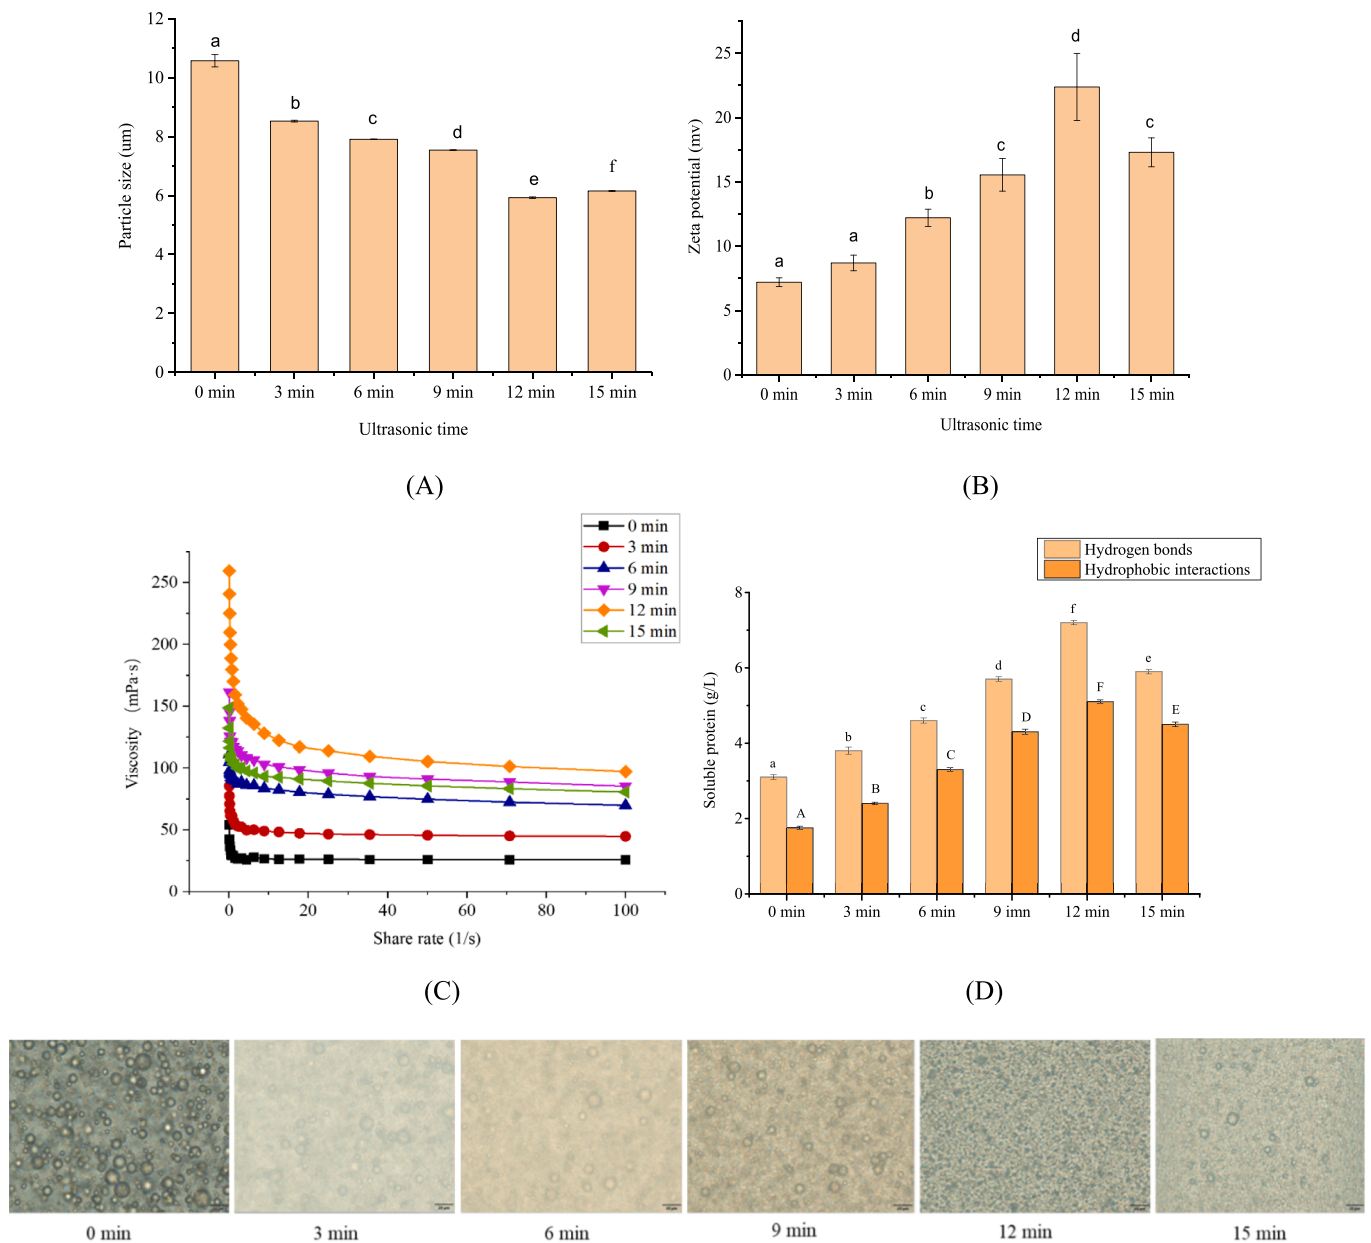 12
10
8
6
4
2
0
Particle size (um)
a
b
c
d
e
f
0 min
3 min
6 min
9 min
12 min
15 min
Ultrasonic time
(A)
25
20
15
10
5
0
Zeta potential (mv)
a
a
b
c
d
c
0 min
3 min
6 min
9 min
12 min
15 min
Ultrasonic time
(B)
0 min
3 min
6 min
9 min
12 min
15 min
250
200
150
100
50
0
Viscosity (mPa·s)
0
20
40
60
80
100
Share rate (1/s)
(C)
Hydrogen bonds
Hydrophobic interactions
8
6
4
2
0
Soluble protein (g/L)
a
A
b
B
c
C
d
D
f
F
e
E
0 min
3 min
6 min
9 imn
12 min
15 min
(D)
0 min
3 min
6 min
9 min
12 min
15 min